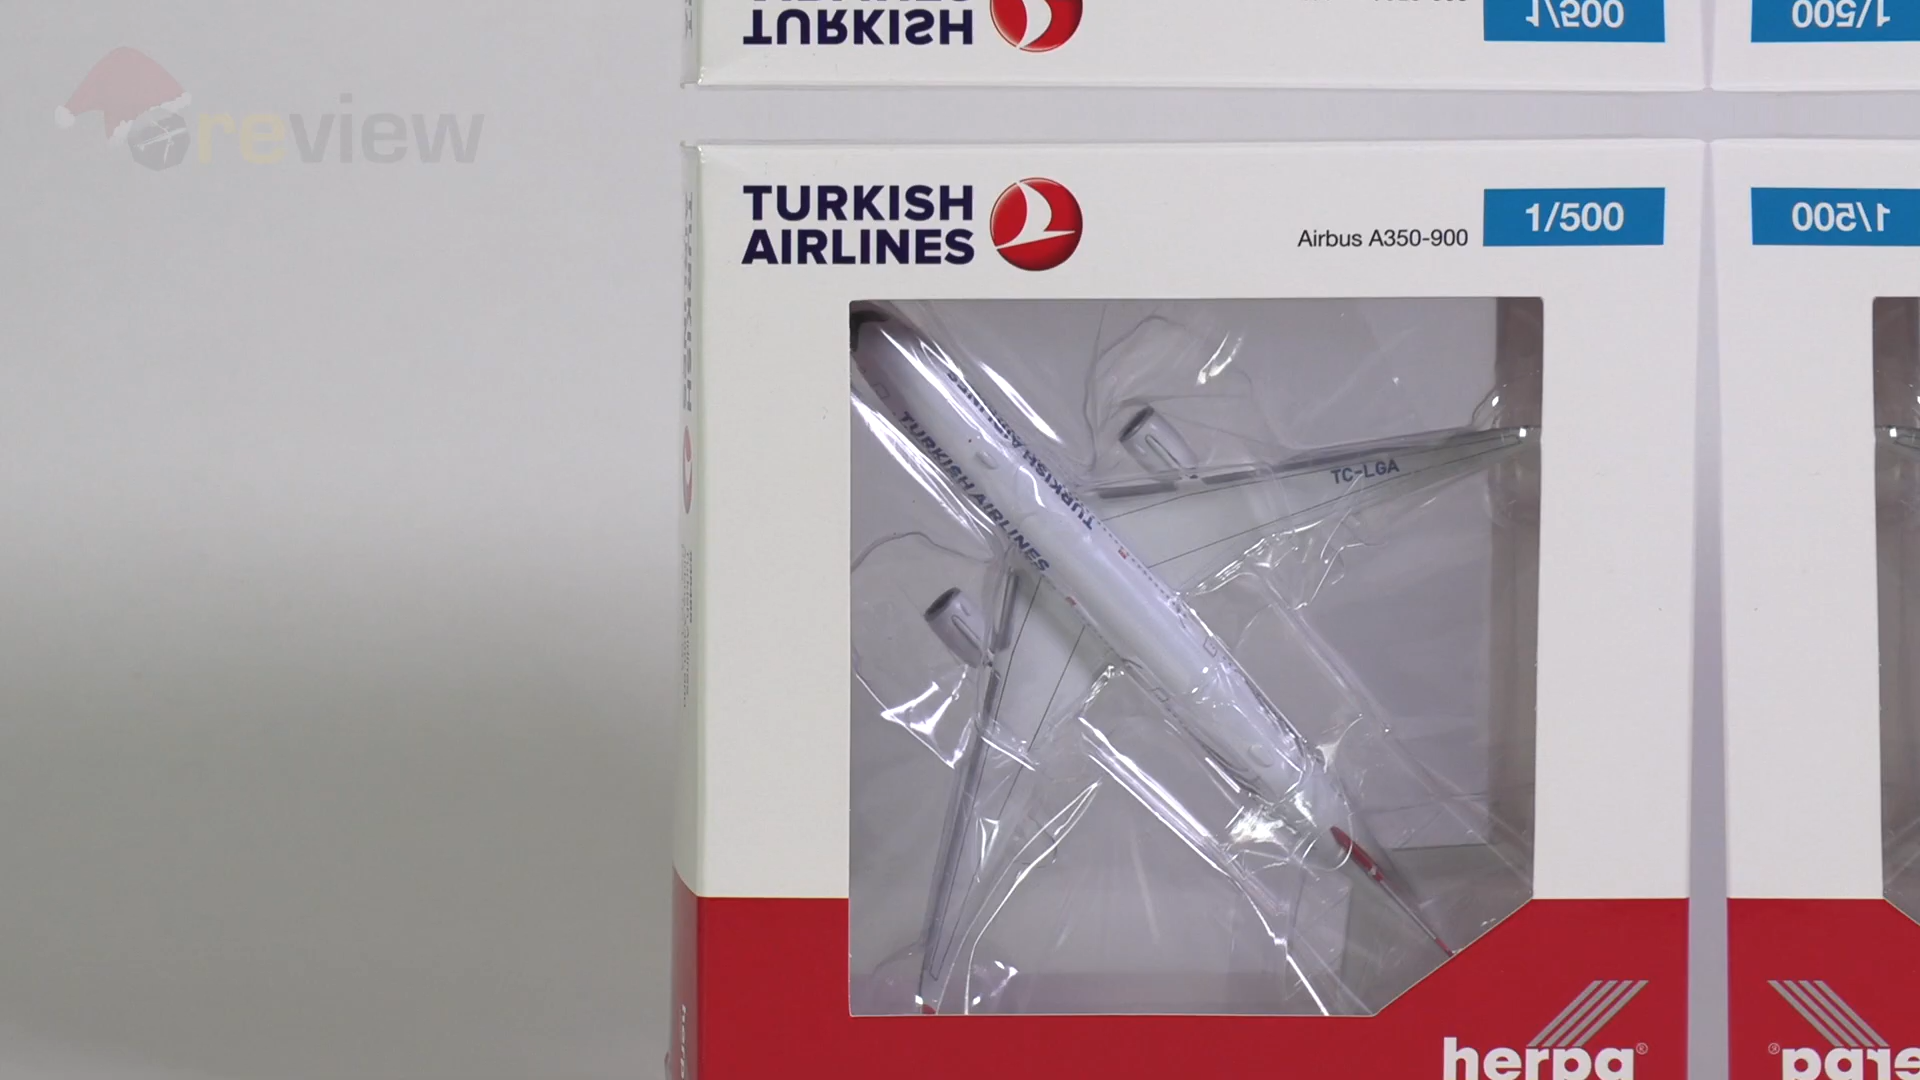 TURKISH
1/500
1/500
review
TURKISH
AIRLINES
Airbus A350-900
1/500
1/500
TURKISH AIRLINES
TURKISH AIRLINES
TC-LGA
herpa®
herpa